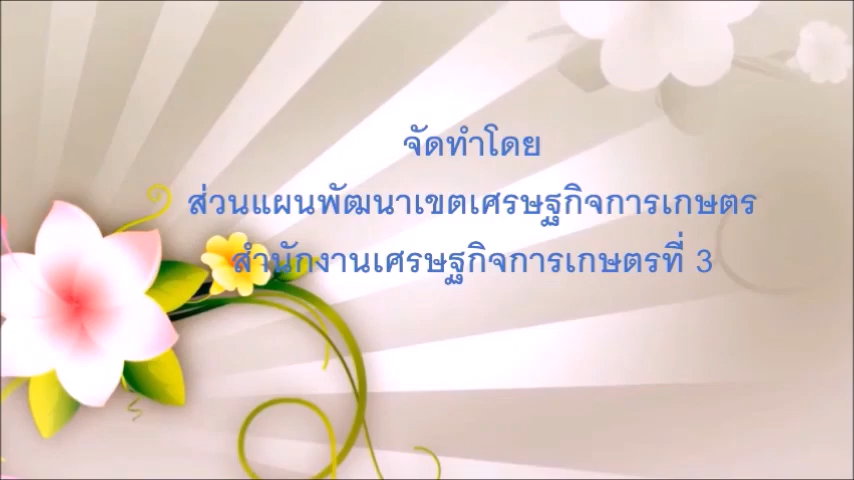 จัดทำโดย
ส่วนแผนพัฒนาเขตเศรษฐกิจการเกษตร
สำนักงานเศรษฐกิจการเกษตรที่ 3